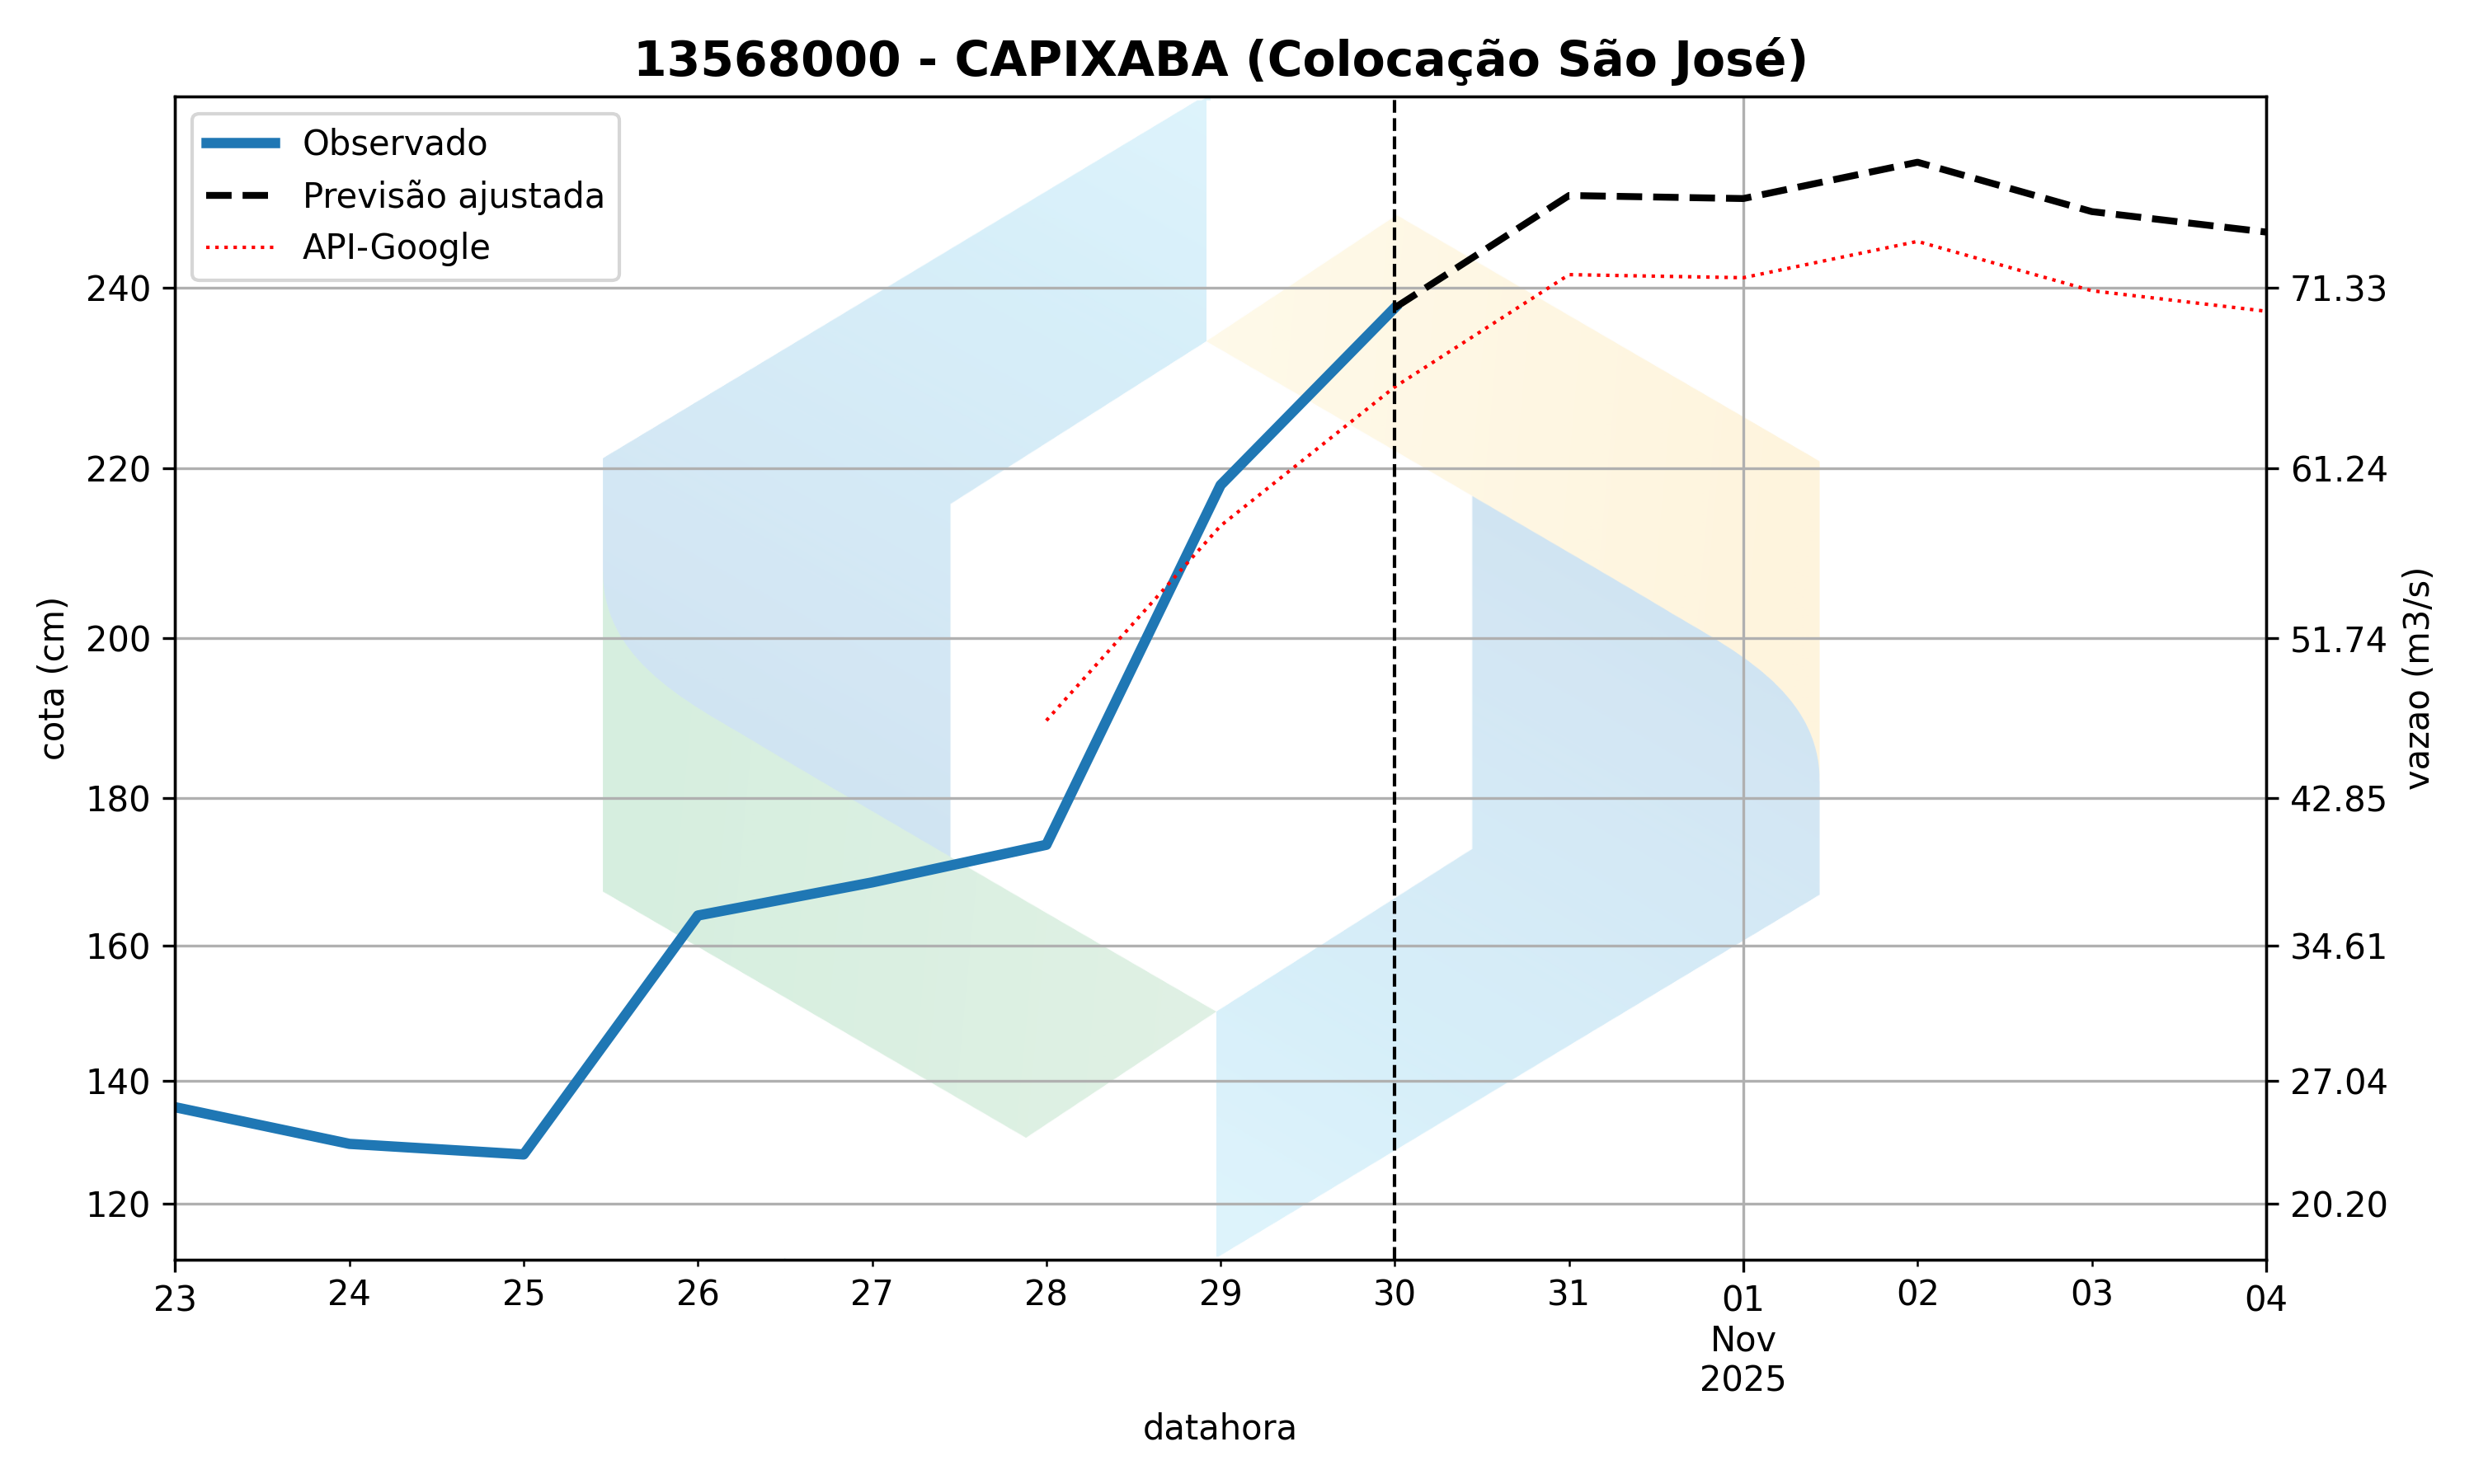 13568000 - CAPIXABA (Colocação São José)
Observado
Previsão ajustada
API-Google
cota (cm)
240
220
200
180
160
140
120
71.33
61.24
51.74
42.85
34.61
27.04
20.20
vazao (m3/s)
23 24 25 26 27 28 29 30 31 01 02 03 04
Nov
2025
datahora